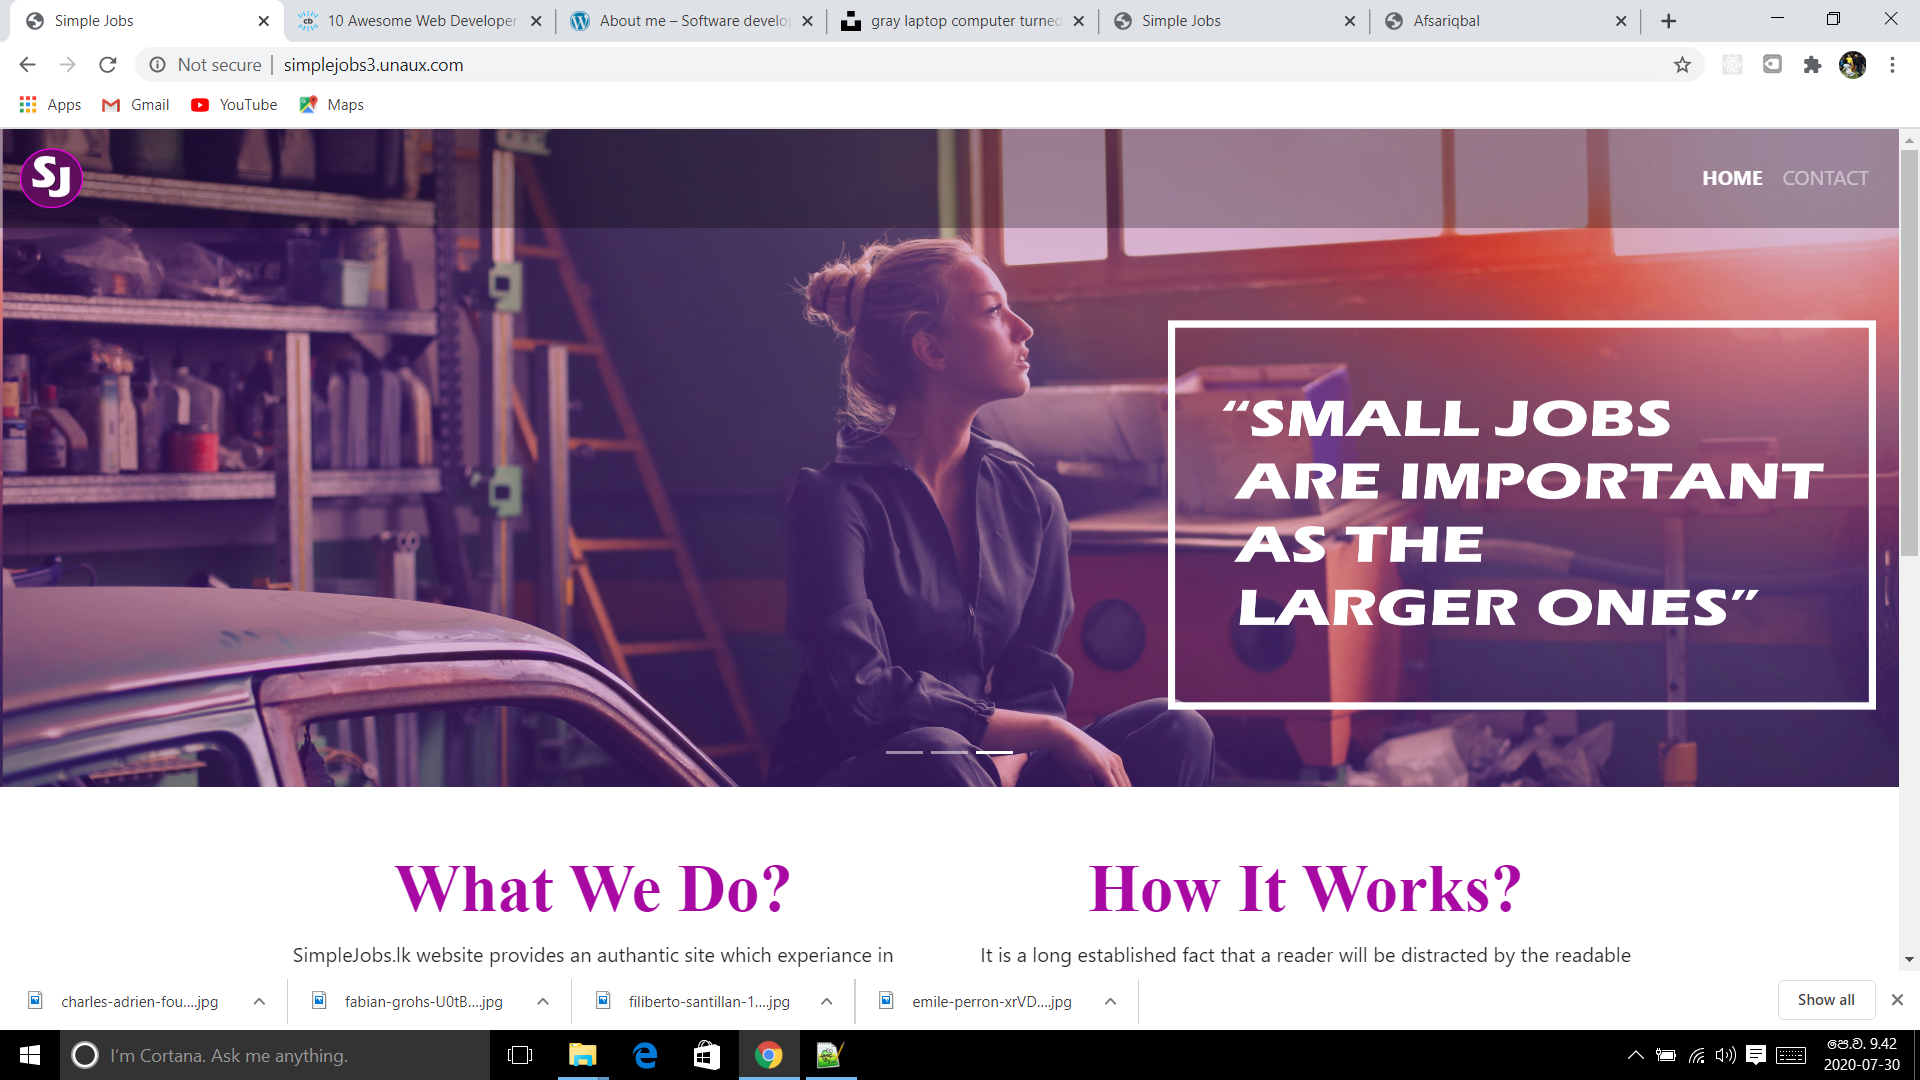 Simple Jobs
10 Awesome Web Developer
About me – Software develo
gray laptop computer turned
Simple Jobs
Afsariqbal
Not secure
simplejobs3.unaux.com
Apps
Gmail
YouTube
Maps
SJ
HOME
CONTACT
“SMALL JOBS
ARE IMPORTANT
AS THE
LARGER ONES”
What We Do?
How It Works?
SimpleJobs.lk website provides an authantic site which experiance in
It is a long established fact that a reader will be distracted by the readable
charles-adrien-fou....jpg
fabian-grohs-U0tB....jpg
filiberto-santillan-1....jpg
emile-perron-xrVD....jpg
Show all
I'm Cortana. Ask me anything.
පෙ.ව. 9.42
2020-07-30